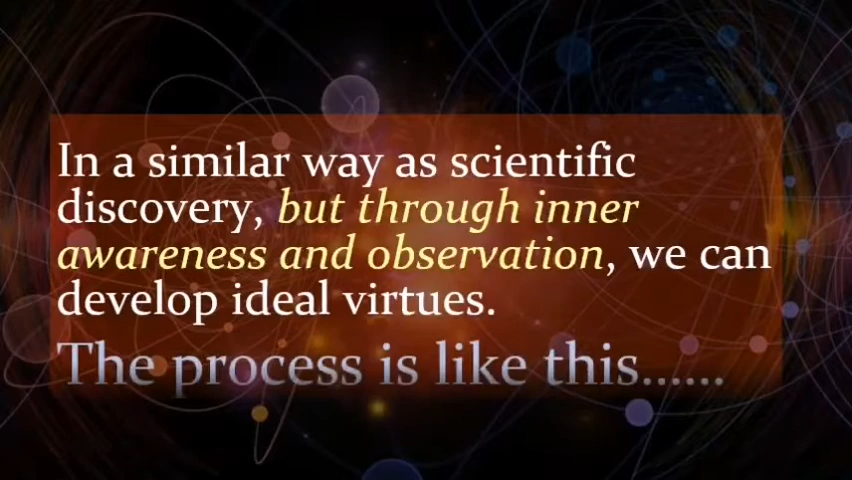 In a similar way as scientific
discovery, but through inner
awareness and observation, we can
develop ideal virtues.
The process is like this......